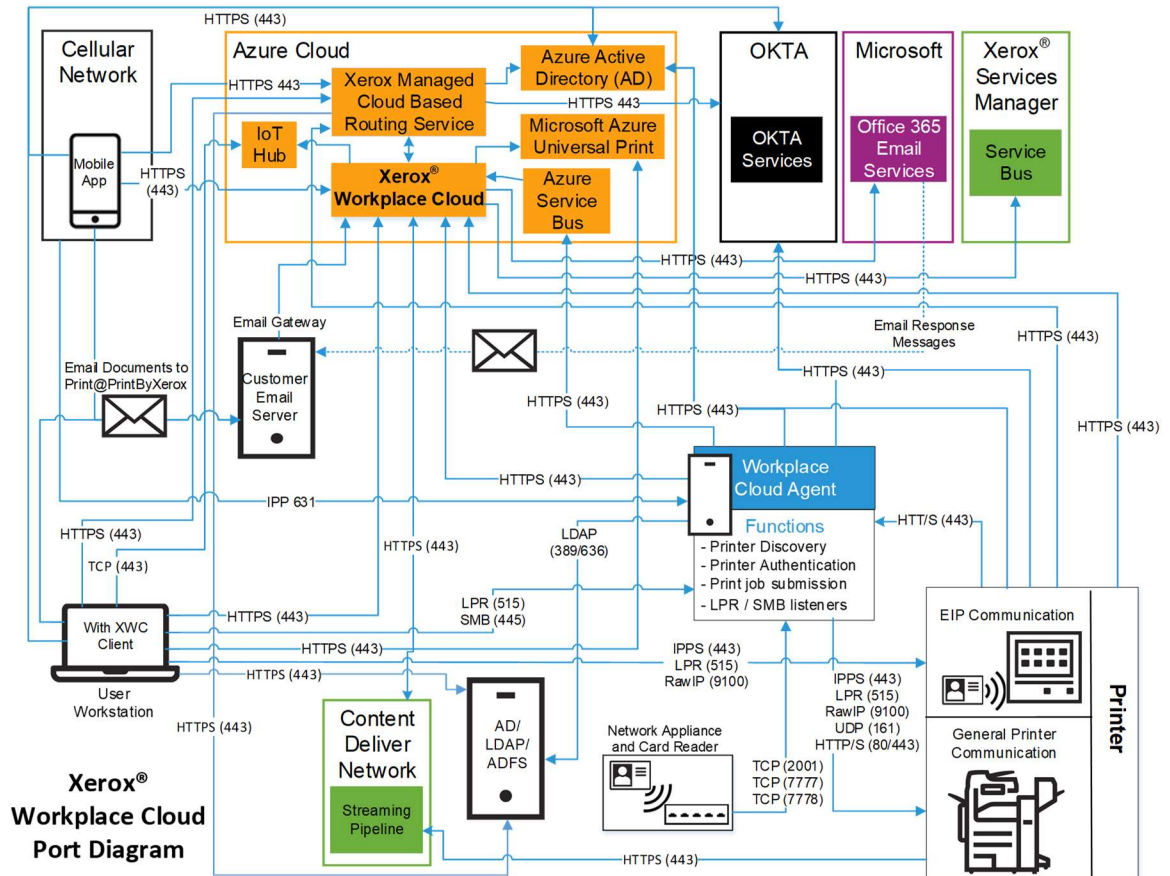 HTTPS (443)
Cellular
Network
Mobile
App
HTTPS
(443)
HTTPS 443
Azure Cloud
Xerox Managed
Cloud Based
Routing Service
Azure Active
Directory (AD)
HTTPS 443
IoT
Hub
Microsoft Azure
Universal Print
Xerox®
Workplace Cloud
Azure
Service
Bus
OKTA
OKTA
Services
Microsoft
Office 365
Email
Services
Xerox®
Services
Manager
Service
Bus
HTTPS (443)
HTTPS (443)
Email Gateway
Customer
Email
Server
Email Documents to
Print@PrintByXerox
Email Response
Messages
HTTPS (443)
HTTPS (443)
HTTPS (443)
HTTPS (443)
HTTPS (443)
HTTPS (443)
IPP 631
HTTPS (443)
TCP (443)
HTTPS (443)
LDAP
(389/636)
Workplace
Cloud Agent
Functions
- Printer Discovery
- Printer Authentication
- Print job submission
- LPR / SMB listeners
HTT/S (443)
With XWC
Client
User
Workstation
HTTPS (443)
LPR (515)
SMB (445)
HTTPS (443)
HTTPS (443)
HTTPS (443)
IPPS (443)
LPR (515)
RawIP (9100)
IPPS (443)
LPR (515)
RawIP (9100)
UDP (161)
HTTP/S (80/443)
EIP Communication
General Printer
Communication
Printer
Content
Deliver
Network
Streaming
Pipeline
AD/
LDAP/
ADFS
Network Appliance
and Card Reader
TCP (2001)
TCP (7777)
TCP (7778)
HTTPS (443)
Xerox®
Workplace Cloud
Port Diagram